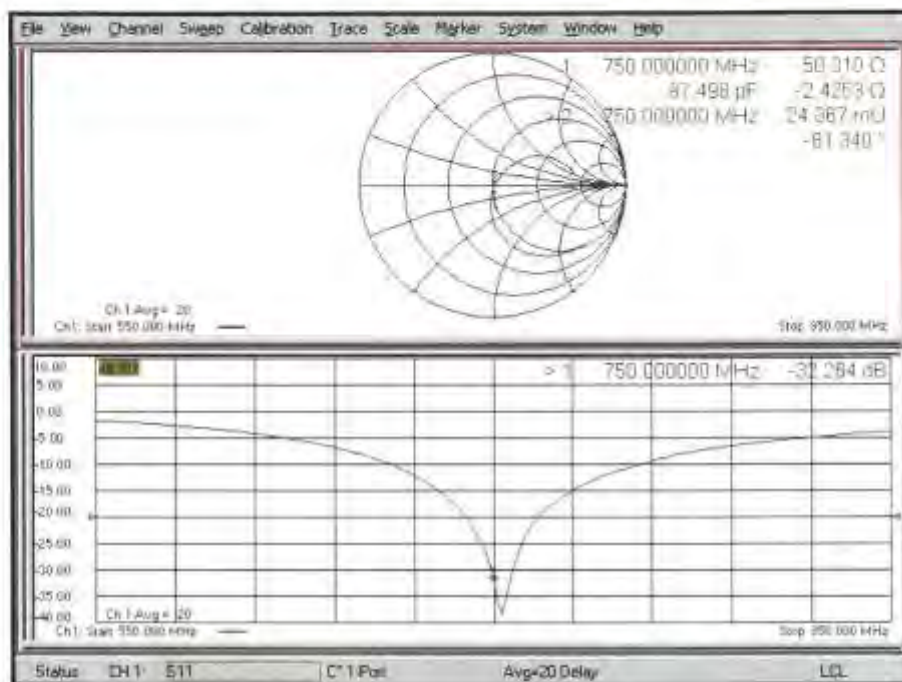 File View Channel Sweep Calibration Trace Scale Marker System Window Help
1 750.000000 MHz 50.310 Ω
87.498 pF -2.4253 Ω
750.000000 MHz 24.367 mU
-81.340 °
Ch 1 Avg = 20
Ch1: Start 550.000 MHz
Stop 950.000 MHz
10.00
5.00
0.00
-5.00
-10.00
-15.00
-20.00
-25.00
-30.00
-35.00
-40.00
> 1 750.000000 MHz -32.264 dB
Ch 1 Avg = 20
Ch1: Start 550.000 MHz
Stop 950.000 MHz
Status CH 1: S11 C* 1-Port Avg=20 Delay LCL